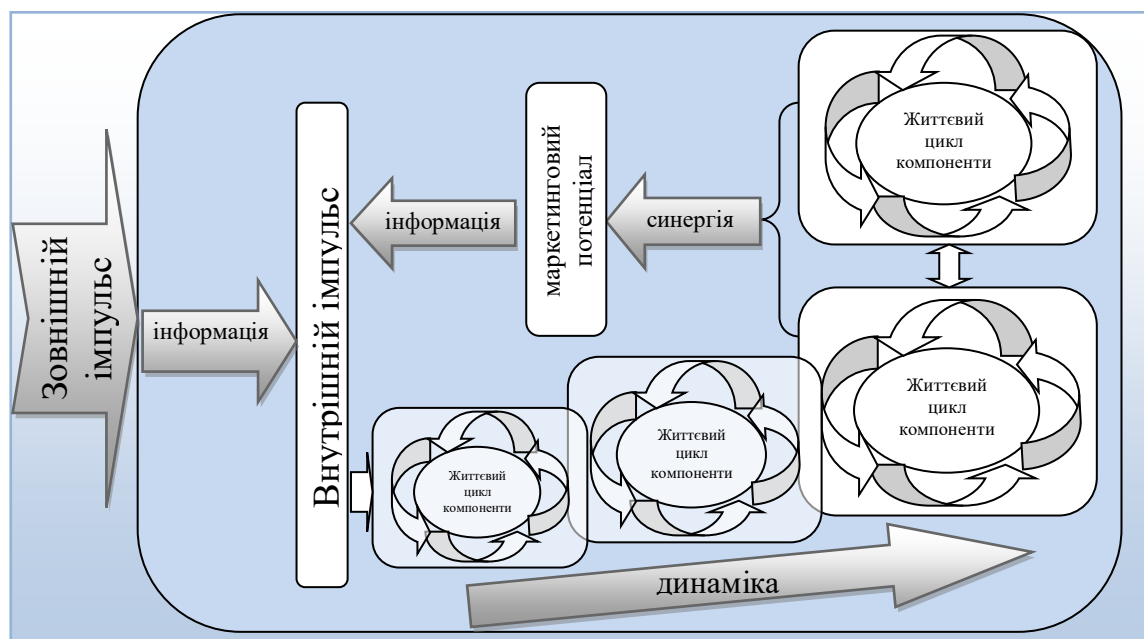 Зовнішній
імпульс
інформація
Внутрішній імпульс
інформація
маркетинговий
потенціал
синергія
Життєвий
цикл
компоненти
Життєвий
цикл
компоненти
Життєвий
цикл
компоненти
Життєвий
цикл
компоненти
динаміка